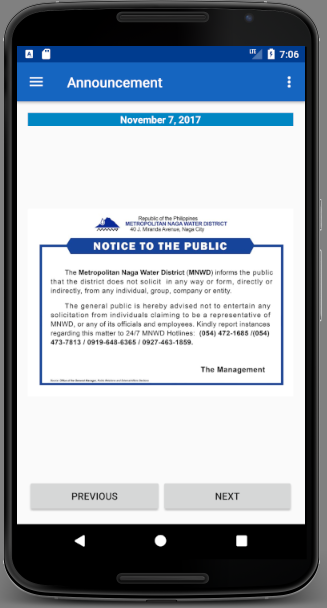 LTE 7:06
Announcement
November 7, 2017
Republic of the Philippines
METROPOLITAN NAGA WATER DISTRICT
40 J. Miranda Avenue, Naga City
NOTICE TO THE PUBLIC
The Metropolitan Naga Water District (MNWD) informs the public
that the district does not solicit in any way or form, directly or
indirectly, from any individual, group, company or entity.
The general public is hereby advised not to entertain any
solicitation from individuals claiming to be a representative of
MNWD, or any of its officials and employees. Kindly report instances
regarding this matter to 24/7 MNWD Hotlines: (054) 472-1685 /(054)
473-7813 / 0919-648-6365 / 0927-463-1859.
The Management
PREVIOUS NEXT